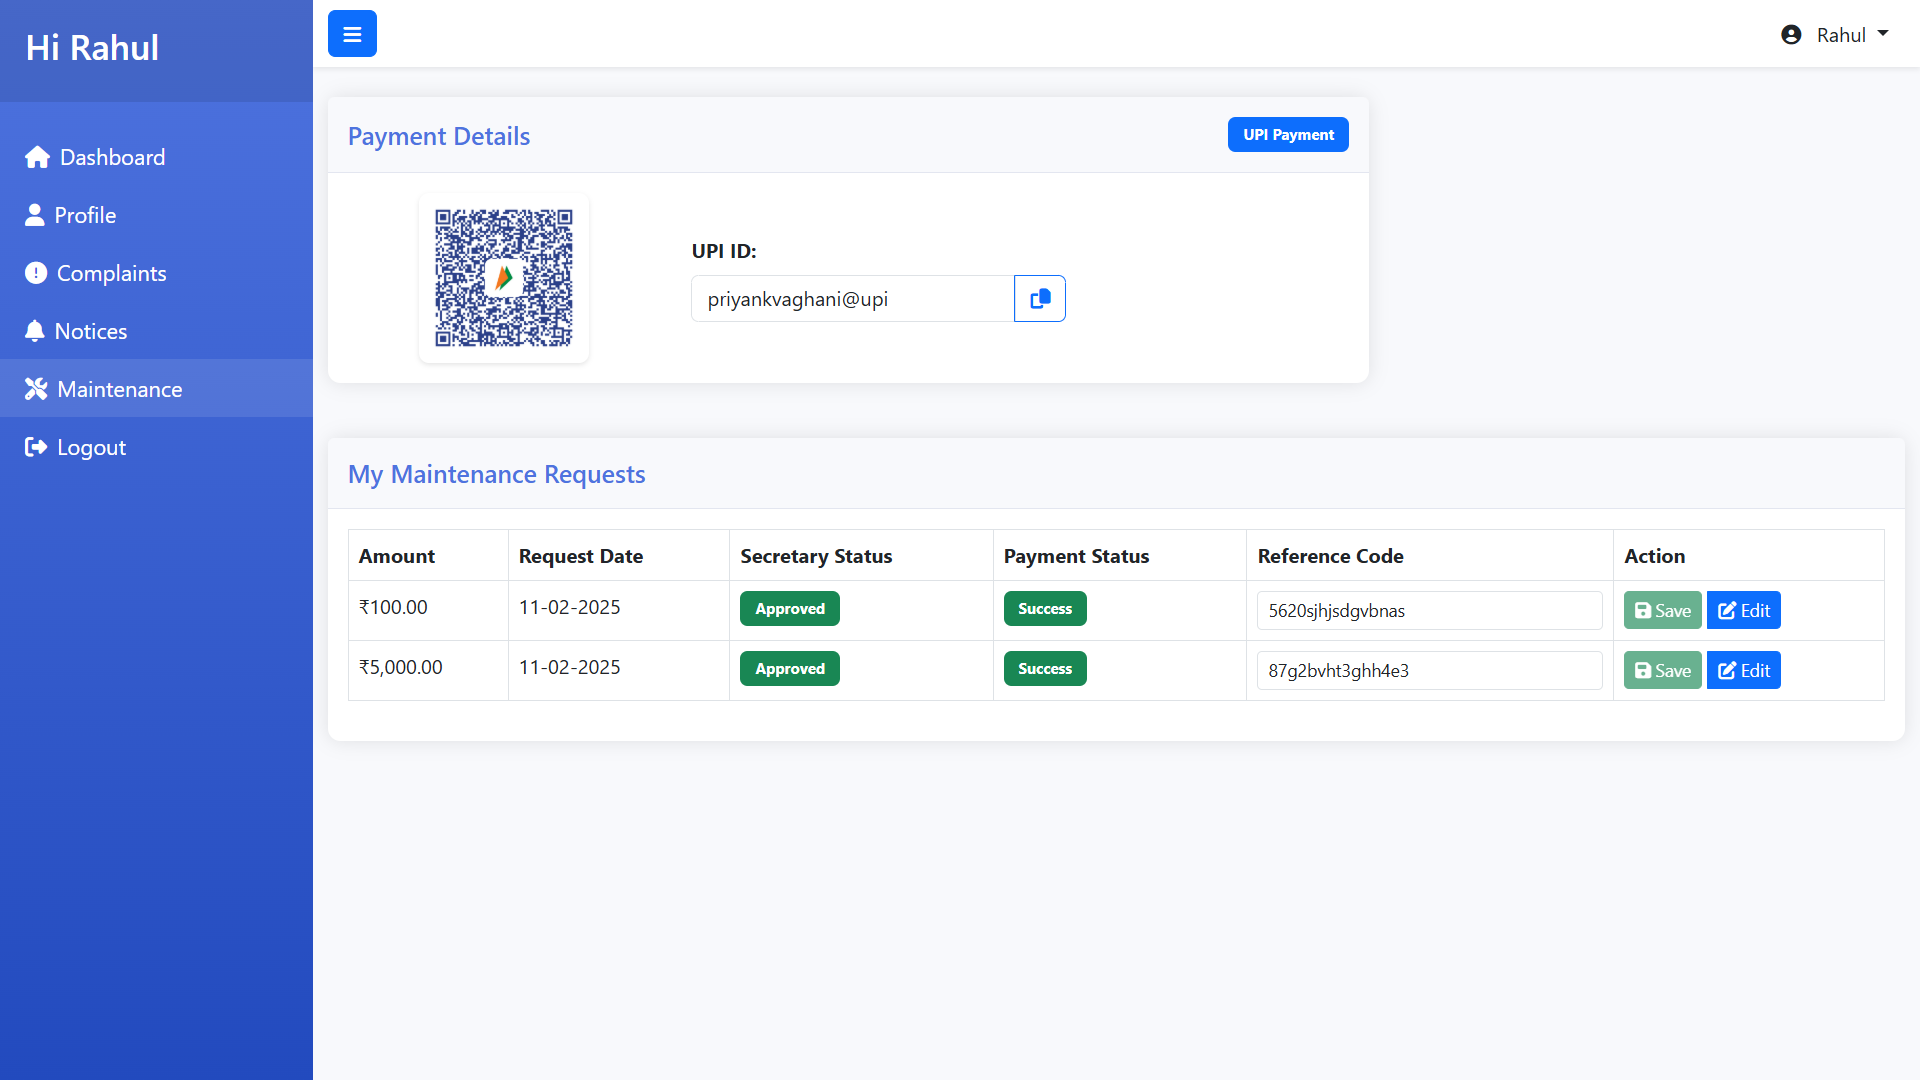 Hi Rahul
Rahul
Dashboard
Profile
Complaints
Notices
Maintenance
Logout
Payment Details
UPI Payment
UPI ID:
priyankvaghani@upi
My Maintenance Requests
Amount Request Date Secretary Status Payment Status Reference Code Action
₹100.00 11-02-2025 Approved Success 5620sjhjsdgvbnas Save Edit
₹5,000.00 11-02-2025 Approved Success 87g2bvht3ghh4e3 Save Edit